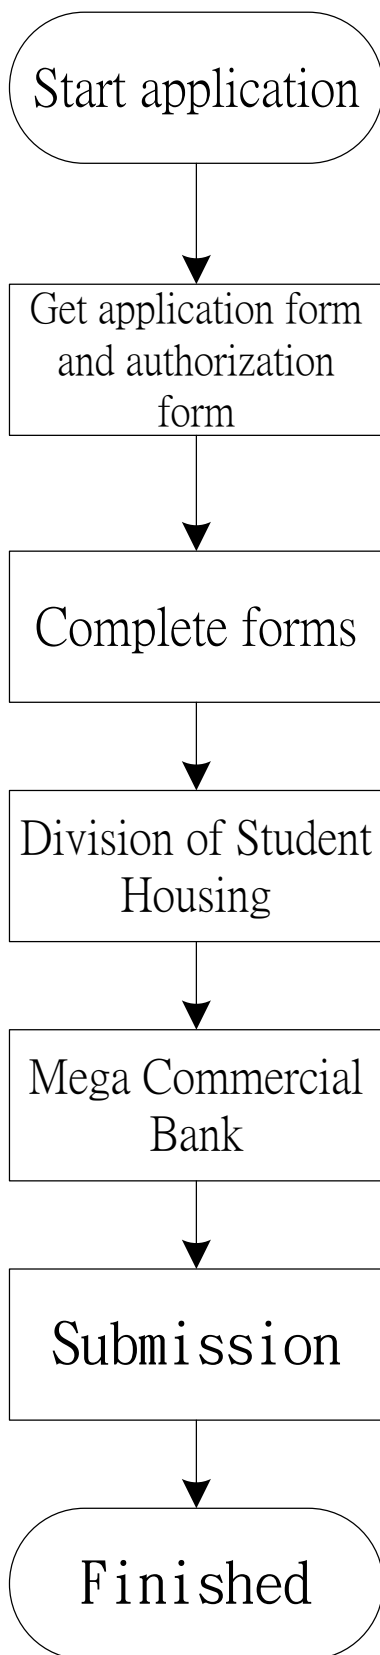 Start application
Get application form
and authorization
form
Complete forms
Division of Student
Housing
Mega Commercial
Bank
Submission
Finished